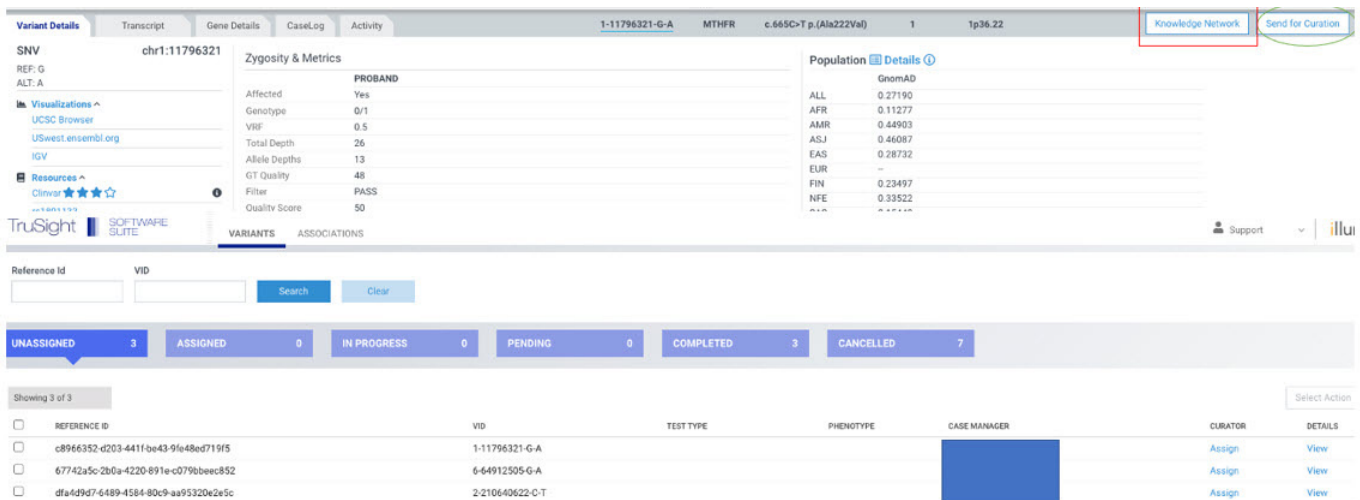 Variant Details Transcript Gene Details CaseLog Activity 1-11796321-G-A MTHFR c.665C>T p.(Ala222Val) 1 1p36.22 Knowledge Network Send for Curation
SNV chr1:11796321
REF: G
ALT: A
Visualizations
UCSC Browser
USwest.ensembl.org
IGV
Resources
Clinvar
rs1801133
Zygosity & Metrics
PROBAND
Affected Yes
Genotype 0/1
VRF 0.5
Total Depth 26
Allele Depths 13
GT Quality 48
Filter PASS
Quality Score 50
Population Details
GnomAD
ALL 0.27190
AFR 0.11277
AMR 0.44903
ASJ 0.46087
EAS 0.28732
EUR –
FIN 0.23497
NFE 0.33522
TruSight SOFTWARE SUITE VARIANTS ASSOCIATIONS Support illu
Reference Id VID
Search Clear
UNASSIGNED 3 ASSIGNED 0 IN PROGRESS 0 PENDING 0 COMPLETED 3 CANCELLED 7
Showing 3 of 3 Select Action
REFERENCE ID VID TEST TYPE PHENOTYPE CASE MANAGER CURATOR DETAILS
c8966352-d203-441f-be43-9fe48ed719f5 1-11796321-G-A Assign View
67742a5c-2b0a-4220-891e-c079bbeec852 6-64912505-G-A Assign View
dfa4d9d7-6489-4584-80c9-aa95320e2e5c 2-210640622-C-T Assign View